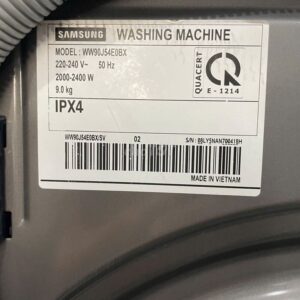 SAMSUNG WASHING MACHINE
MODEL : WW90J54E0BX
220-240 V~ 50 Hz
2000-2400 W
9.0 kg
IPX4
QUACERT
E - 1214
WW90J54E0BX/SV 02
MADE IN VIETNAM